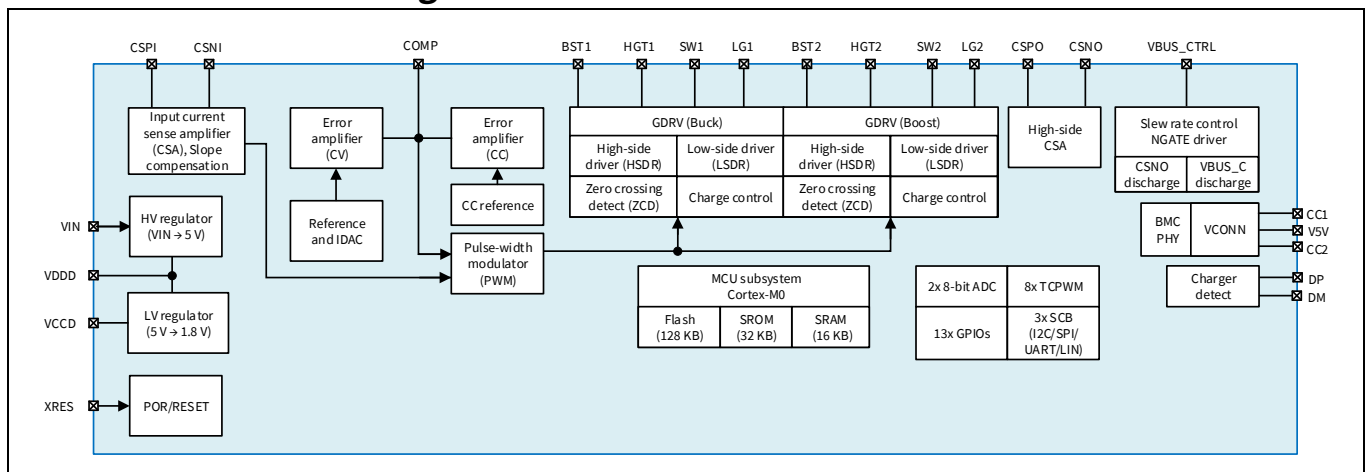 CSPI CSNI COMP BST1 HGT1 SW1 LG1 BST2 HGT2 SW2 LG2 CSPO CSNO VBUS_CTRL
Input current
sense amplifier
(CSA), Slope
compensation
Error
amplifier
(CV)
Error
amplifier
(CC)
GDRV (Buck)
GDRV (Boost)
High-side
driver (HSDR)
Low-side driver
(LSDR)
High-side
driver (HSDR)
Low-side driver
(LSDR)
Zero crossing
detect (ZCD)
Charge control
Zero crossing
detect (ZCD)
Charge control
High-side
CSA
Slew rate control
NGATE driver
CSNO
discharge
VBUS_C
discharge
VIN
HV regulator
(VIN → 5 V)
Reference
and IDAC
CC reference
BMC
PHY
VCONN
CC1
V5V
CC2
VDDD
Pulse-width
modulator
(PWM)
MCU subsystem
Cortex-M0
Flash
(128 KB)
SROM
(32 KB)
SRAM
(16 KB)
2x 8-bit ADC
8x TCPWM
13x GPIOs
3x SCB
(I2C/SPI/
UART/LIN)
Charger
detect
DP
DM
VCCD
LV regulator
(5 V → 1.8 V)
XRES
POR/RESET